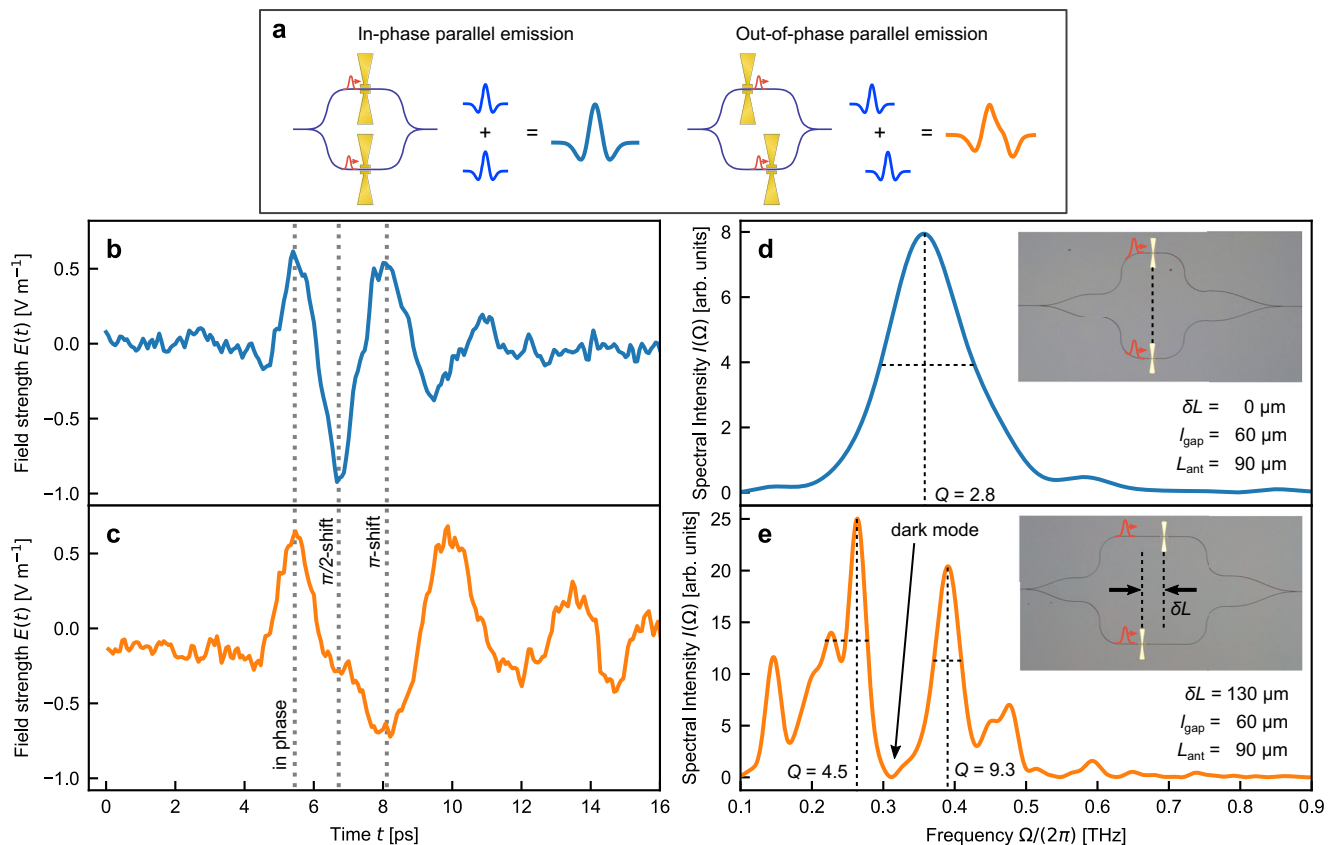 a
In-phase parallel emission
Out-of-phase parallel emission
+
=
+
=
b
Field strength E(t) [V m⁻¹]
0.5
0.0
−0.5
−1.0
c
Field strength E(t) [V m⁻¹]
0.5
0.0
−0.5
−1.0
in phase
π/2-shift
π-shift
0 2 4 6 8 10 12 14 16
Time t [ps]
d
Spectral Intensity I(Ω) [arb. units]
8
6
4
2
0
Q = 2.8
δL = 0 µm
l_gap = 60 µm
L_ant = 90 µm
e
Spectral Intensity I(Ω) [arb. units]
25
20
15
10
5
0
dark mode
Q = 4.5
Q = 9.3
δL
δL = 130 µm
l_gap = 60 µm
L_ant = 90 µm
0.1 0.2 0.3 0.4 0.5 0.6 0.7 0.8 0.9
Frequency Ω/(2π) [THz]